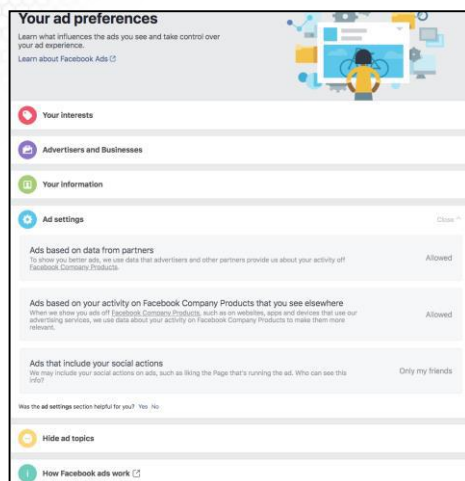 Your ad preferences
Learn what influences the ads you see and take control over
your ad experience.
Learn about Facebook Ads
Your interests
Advertisers and Businesses
Your information
Ad settings
Close
Ads based on data from partners
To show you better ads, we use data that advertisers and other partners provide us about your activity off
Facebook Company Products.
Allowed
Ads based on your activity on Facebook Company Products that you see elsewhere
When we show you ads off Facebook Company Products, such as on websites, apps and devices that use our
advertising services, we use data about your activity on Facebook Company Products to make them more
relevant.
Allowed
Ads that include your social actions
We may include your social actions on ads, such as liking the Page that's running the ad. Who can see this
info?
Only my friends
Was the ad settings section helpful for you? Yes No
Hide ad topics
How Facebook ads work